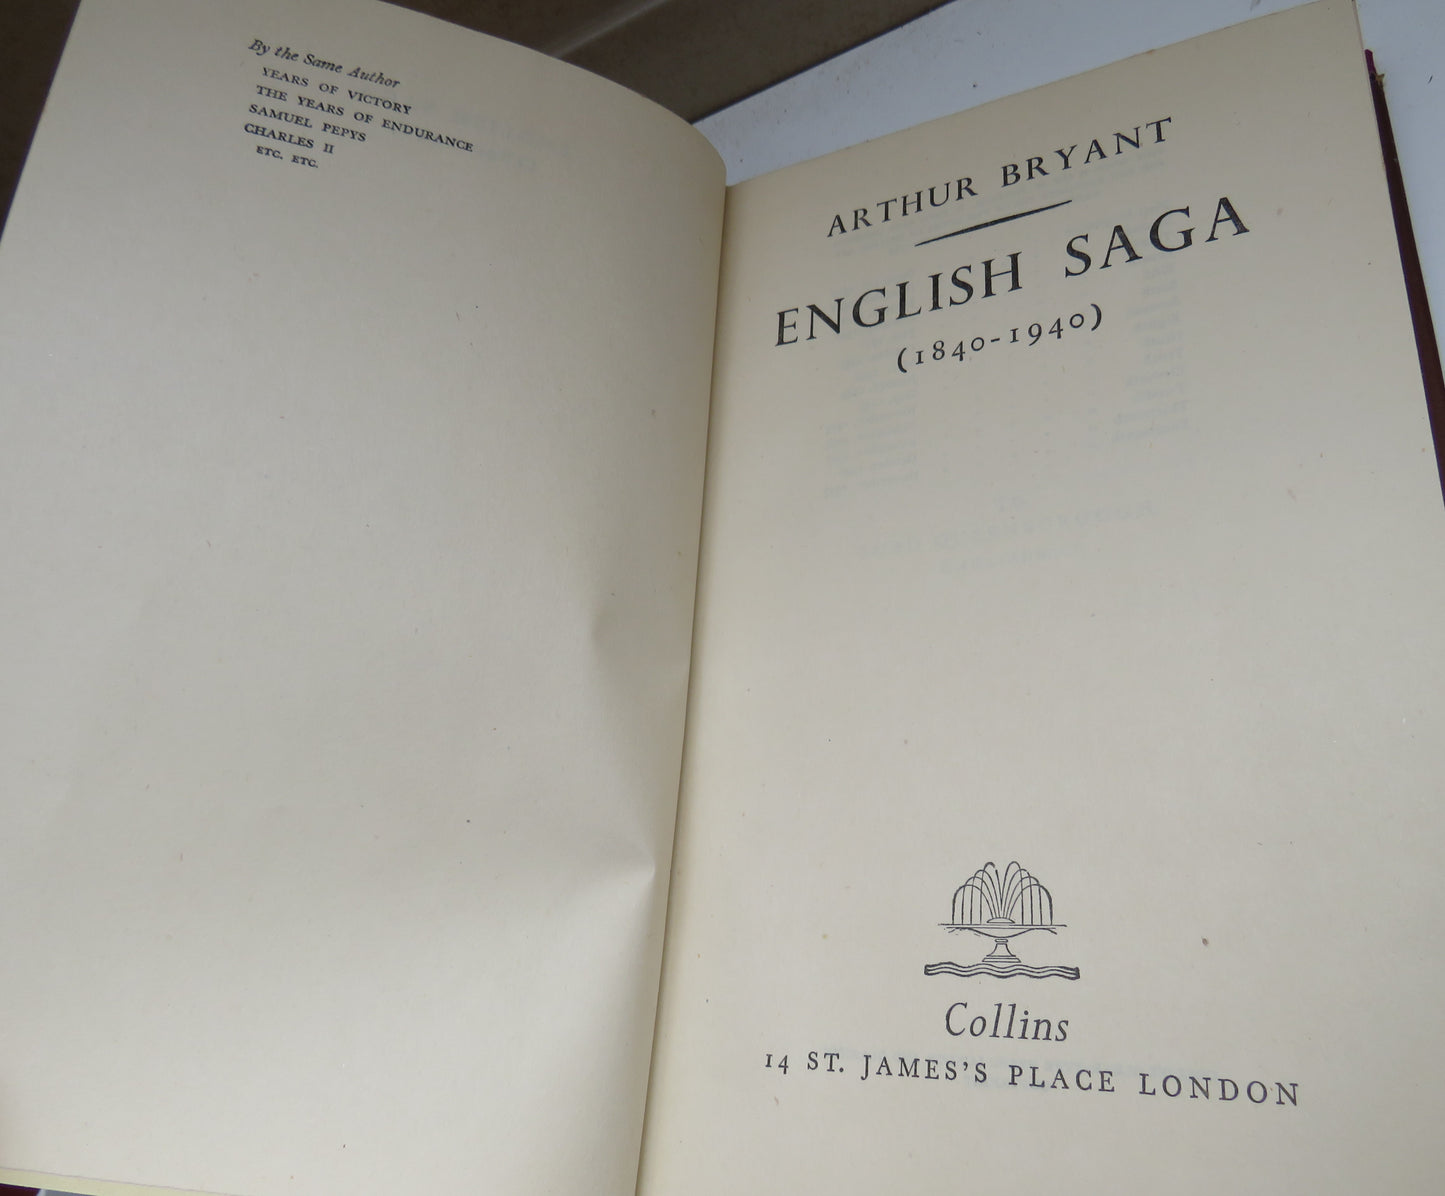 By the Same Author
YEARS OF VICTORY
THE YEARS OF ENDURANCE
SAMUEL PEPYS
CHARLES II
ETC. ETC.
ARTHUR BRYANT
ENGLISH SAGA
(1840-1940)
Collins
14 ST. JAMES'S PLACE LONDON